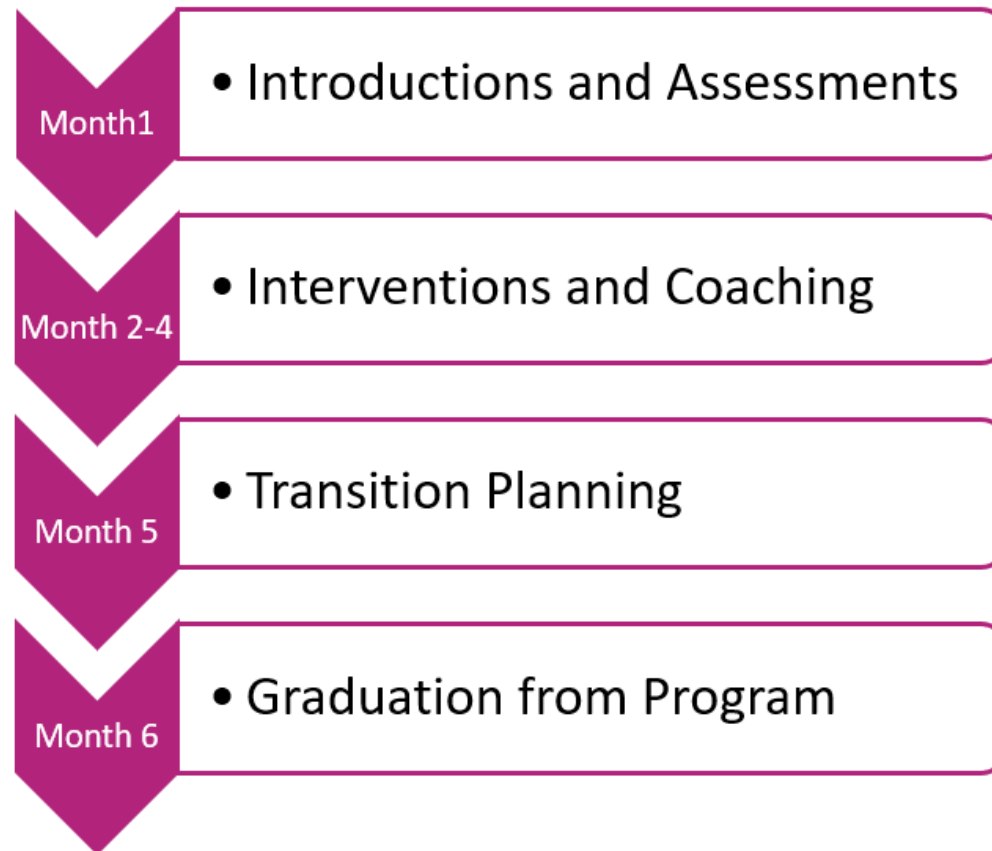 Month1
• Introductions and Assessments
Month 2-4
• Interventions and Coaching
Month 5
• Transition Planning
Month 6
• Graduation from Program